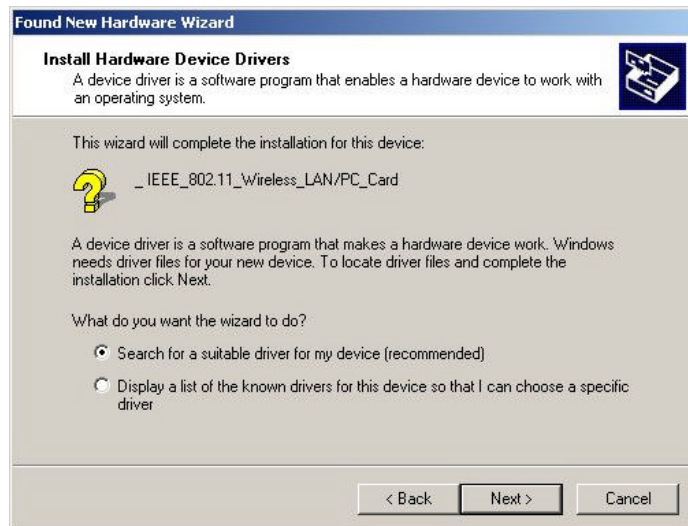 Found New Hardware Wizard
Install Hardware Device Drivers
A device driver is a software program that enables a hardware device to work with
an operating system.
This wizard will complete the installation for this device:
_ IEEE_802.11_Wireless_LAN/PC_Card
A device driver is a software program that makes a hardware device work. Windows
needs driver files for your new device. To locate driver files and complete the
installation click Next.
What do you want the wizard to do?
Search for a suitable driver for my device (recommended)
Display a list of the known drivers for this device so that I can choose a specific
driver
< Back
Next >
Cancel